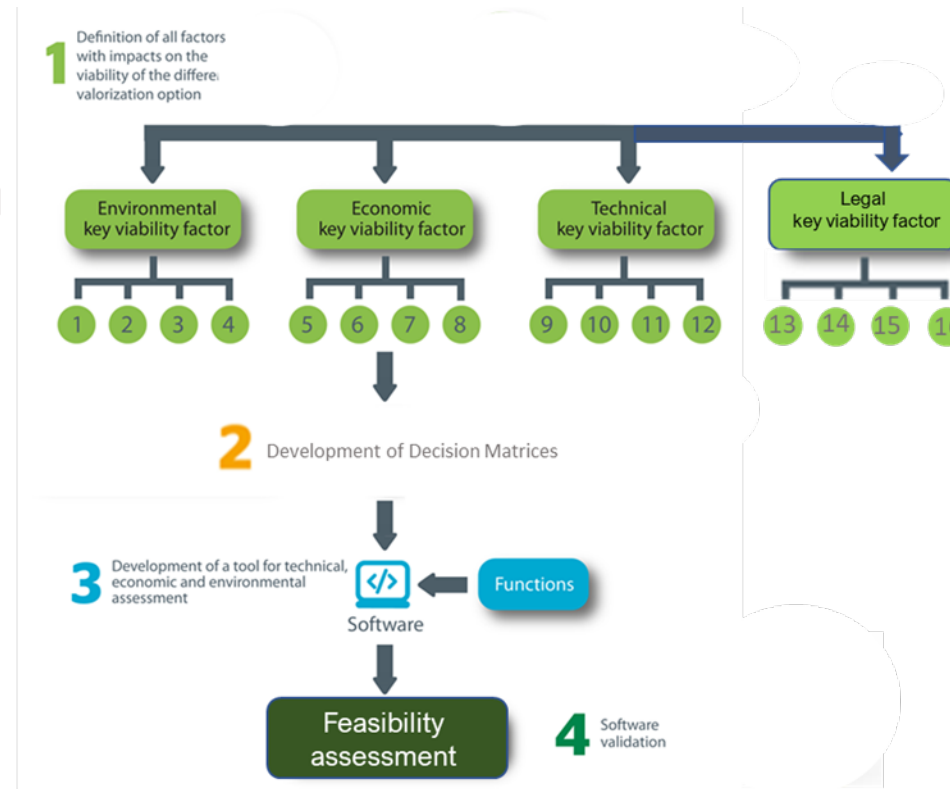 1
Definition of all factors
with impacts on the
viability of the differe
valorization option
Environmental
key viability factor
Economic
key viability factor
Technical
key viability factor
Legal
key viability factor
1 2 3 4 5 6 7 8 9 10 11 12 13 14 15
2 Development of Decision Matrices
3
Development of a tool for technical,
economic and environmental
assessment
</>
Software
Functions
Feasibility
assessment
4
Software
validation